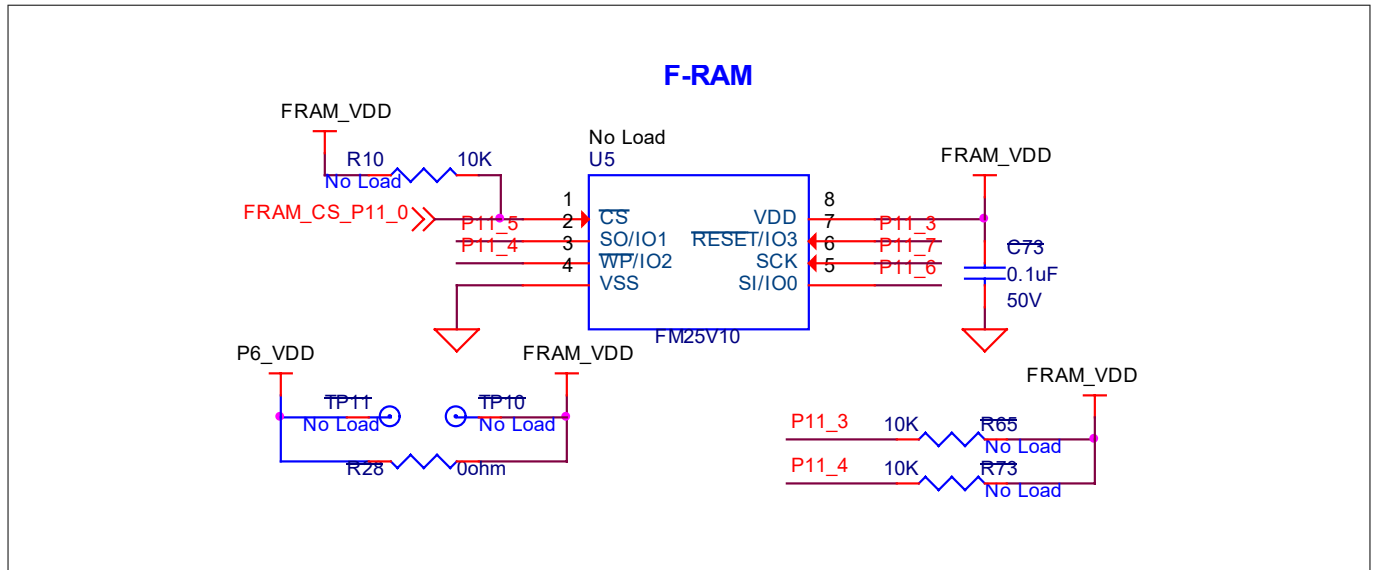 F-RAM
FRAM_VDD
No Load
U5
R10 10K
No Load
FRAM_VDD
FRAM_CS_P11_0
1
CS
8
VDD
P11_5
2
SO/IO1
7
RESET/IO3
P11_3
P11_4
3
WP/IO2
6
SCK
P11_7
4
VSS
5
SI/IO0
P11_6
C73
0.1uF
50V
FM25V10
P6_VDD
FRAM_VDD
TP11
No Load
TP10
No Load
R28 0ohm
FRAM_VDD
P11_3 10K R65
No Load
P11_4 10K R73
No Load